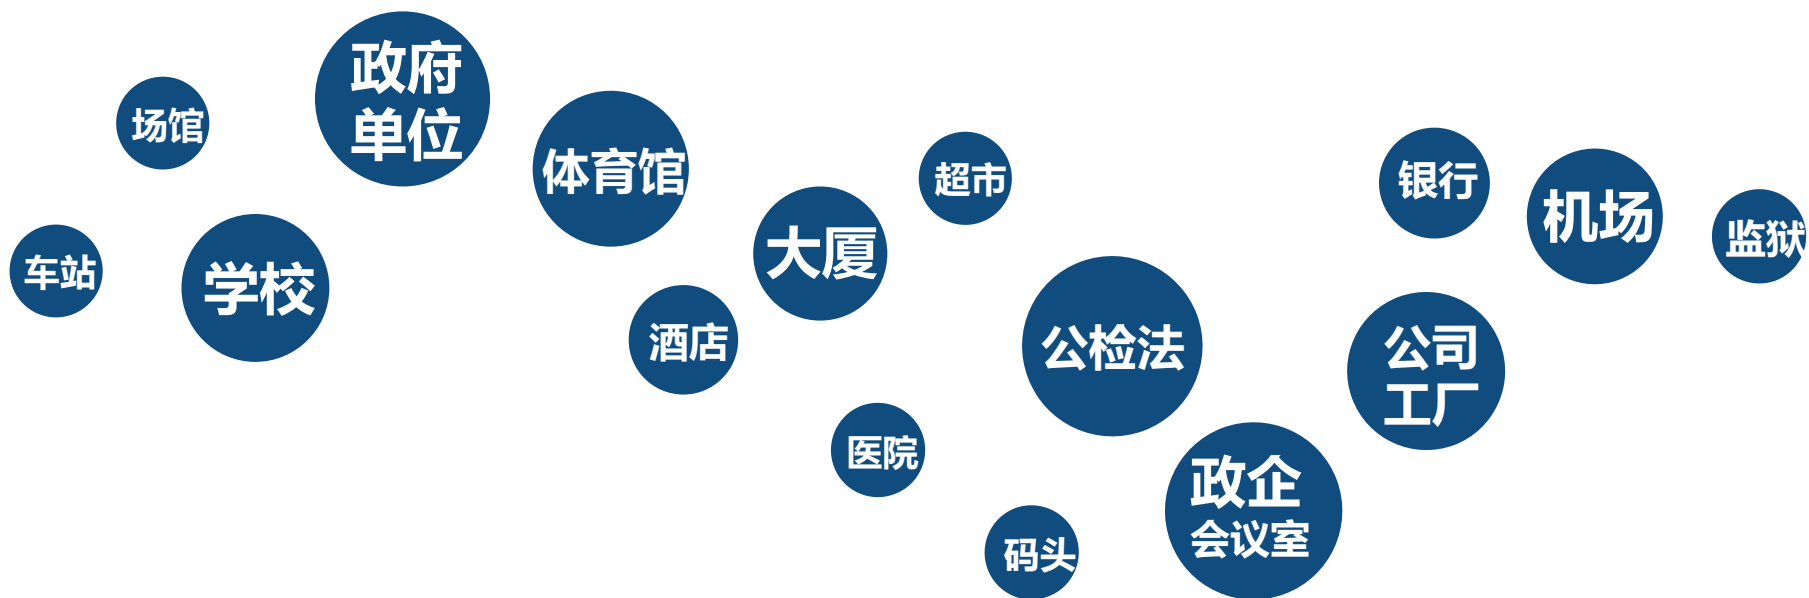 政府
单位
场馆
体育馆
超市
银行
机场
监狱
大厦
车站
学校
酒店
公检法
公司
工厂
医院
政企
会议室
码头